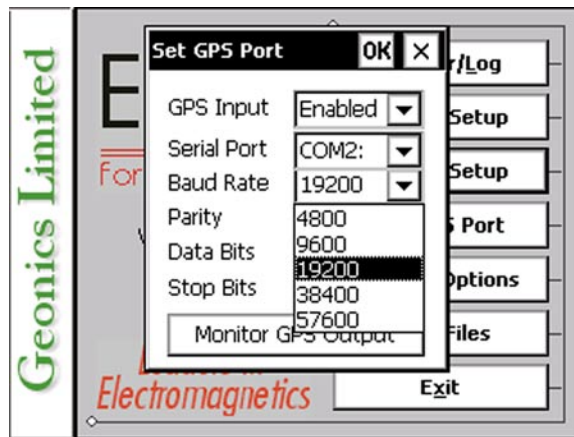 Geonics Limited
Set GPS Port OK ×
r/Log
GPS Input Enabled
Setup
Serial Port COM2:
For
Baud Rate 19200
Setup
Parity
4800
Port
Data Bits
9600
19200
Options
Stop Bits
38400
57600
Monitor GPS Output
Files
Electromagnetics
Exit